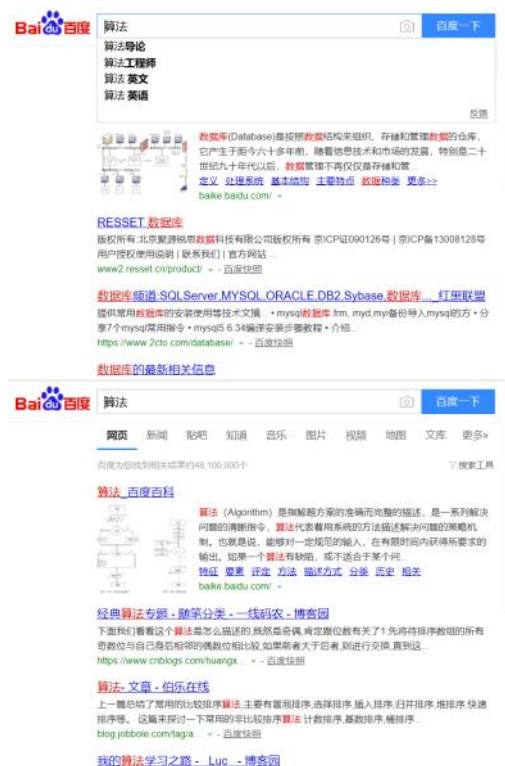 Bai du 百度 算法 百度一下
算法导论
算法工程师
算法 英文
算法 英语
反馈
数据库(Database)是按照数据结构来组织、存储和管理数据的仓库，
它产生于距今六十多年前，随着信息技术和市场的发展，特别是二十
世纪九十年代以后，数据管理不再仅仅是存储和管...
定义 处理系统 基本结构 主要特点 数据种类 更多>>
baike.baidu.com/
RESSET 数据库
版权所有:北京聚源锐思数据科技有限公司版权所有 京ICP证090126号 | 京ICP备13008128号
用户授权使用说明 | 联系我们 | 官方网站...
www2.resset.cn/product/ - 百度快照
数据库频道:SQLServer,MYSQL,ORACLE,DB2,Sybase,数据库..._红黑联盟
提供常用数据库的安装使用等技术文摘... • mysql数据库 frm, myd,myi备份导入mysql的方 • 分
享7个mysql常用指令 • mysql5.6.34编译安装步骤教程 • 介绍...
https://www.2cto.com/database/ - 百度快照
数据库的最新相关信息
Bai du 百度 算法 百度一下
网页 新闻 贴吧 知道 音乐 图片 视频 地图 文库 更多»
百度为您找到相关结果约48,100,000个 搜索工具
算法_百度百科
算法（Algorithm）是指解题方案的准确而完整的描述，是一系列解决
问题的清晰指令，算法代表着用系统的方法描述解决问题的策略机
制。也就是说，能够对一定规范的输入，在有限时间内获得所要求的
输出。如果一个算法有缺陷，或不适合于某个问...
特征 要素 评定 方法 描述方式 分类 历史 相关
baike.baidu.com/
经典算法专题 - 随笔分类 - 一线码农 - 博客园
下面我们看看这个算法是怎么描述的,既然是奇偶,肯定跟位数有关了1:先将待排序数组的所有
奇数位与自己身后相邻的偶数位相比较,如果前者大于后者,则进行交换,直到这...
https://www.cnblogs.com/huangx... - 百度快照
算法- 文章 - 伯乐在线
上一篇总结了常用的比较排序算法,主要有冒泡排序,选择排序,插入排序,归并排序,堆排序,快速
排序等。 这篇来探讨一下常用的非比较排序算法:计数排序,基数排序,桶排序...
blog.jobbole.com/tag/a... - 百度快照
我的算法学习之路 - Luc - 博客园